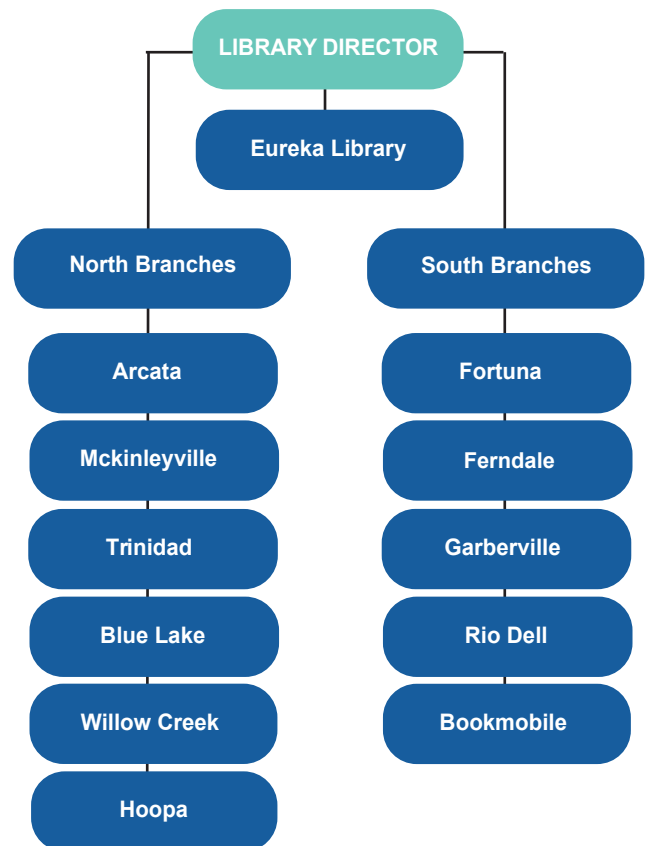 LIBRARY DIRECTOR
Eureka Library
North Branches
South Branches
Arcata
Fortuna
Mckinleyville
Ferndale
Trinidad
Garberville
Blue Lake
Rio Dell
Willow Creek
Bookmobile
Hoopa